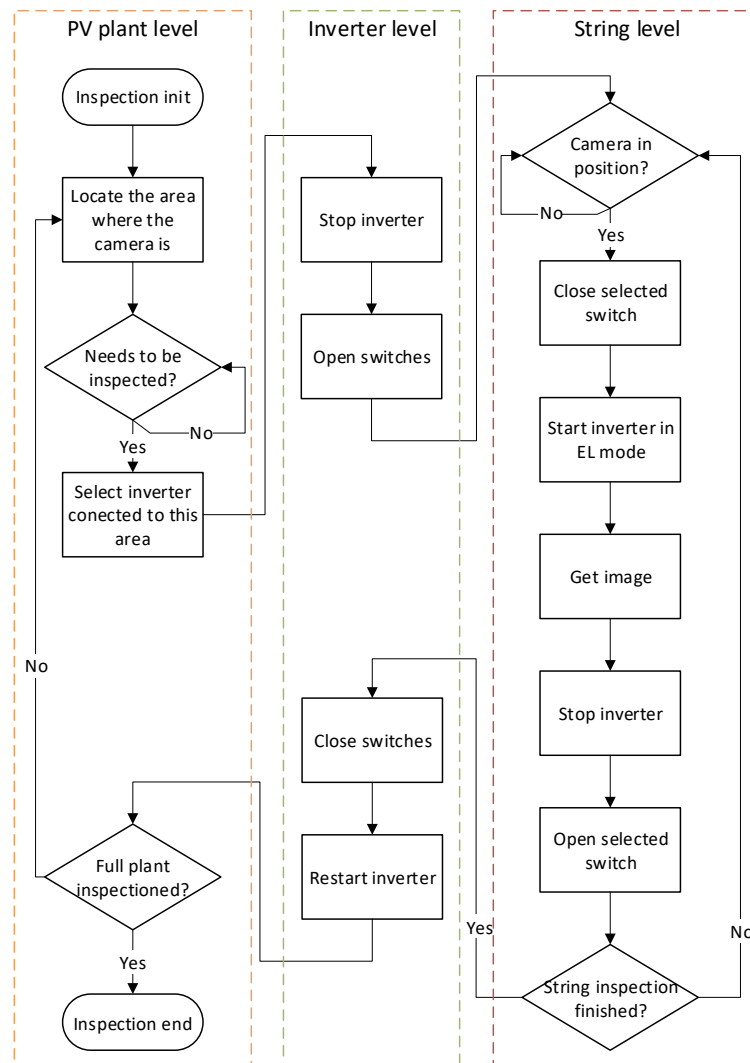 PV plant level
Inverter level
String level
Inspection init
Locate the area
where the
camera is
Needs to be
inspected?
No
Yes
Select inverter
conected to this
area
No
Full plant
inspectioned?
Yes
Inspection end
Stop inverter
Open switches
Close switches
Restart inverter
Camera in
position?
No
Yes
Close selected
switch
Start inverter in
EL mode
Get image
Stop inverter
Open selected
switch
Yes
No
String inspection
finished?